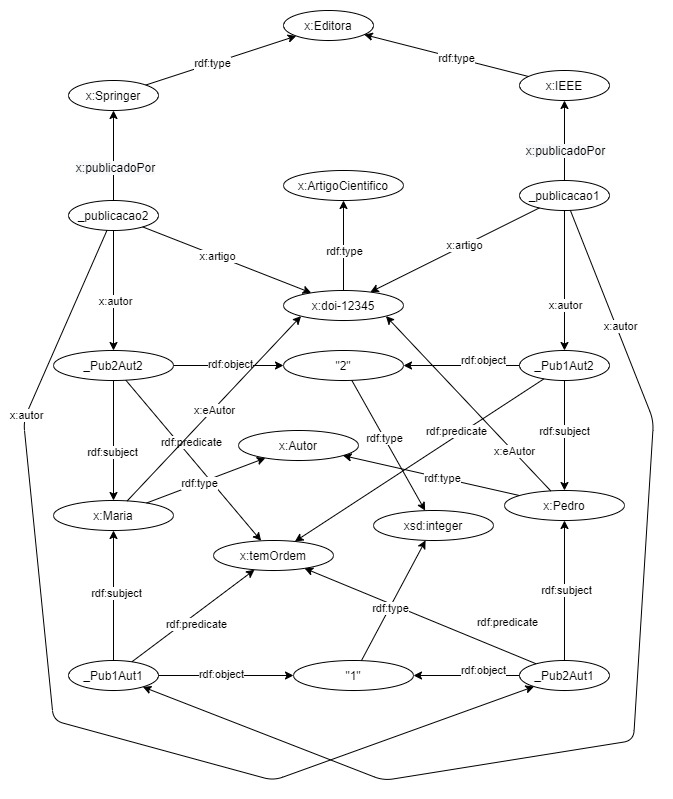 x:Editora
rdf:type
rdf:type
x:Springer
x:IEEE
x:publicadoPor
x:publicadoPor
x:ArtigoCientifico
_publicacao2
_publicacao1
x:artigo
rdf:type
x:artigo
x:autor
x:doi-12345
x:autor
x:autor
_Pub2Aut2
rdf:object
"2"
rdf:object
_Pub1Aut2
x:autor
x:eAutor
rdf:subject
rdf:predicate
x:Autor
rdf:type
rdf:predicate
rdf:subject
x:eAutor
rdf:type
rdf:type
x:Maria
x:Pedro
xsd:integer
x:temOrdem
rdf:subject
rdf:subject
rdf:type
rdf:predicate
rdf:predicate
_Pub1Aut1
rdf:object
"1"
rdf:object
_Pub2Aut1